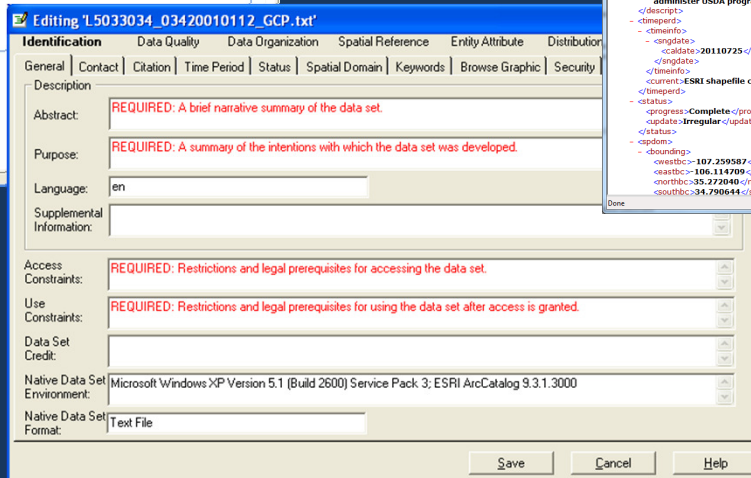 Editing 'L5033034_03420010112_GCP.txt'
Identification Data Quality Data Organization Spatial Reference Entity Attribute Distribution
General Contact Citation Time Period Status Spatial Domain Keywords Browse Graphic Security
Description
Abstract: REQUIRED: A brief narrative summary of the data set.
Purpose: REQUIRED: A summary of the intentions with which the data set was developed.
Language: en
Supplemental
Information:
Access
Constraints: REQUIRED: Restrictions and legal prerequisites for accessing the data set.
Use
Constraints: REQUIRED: Restrictions and legal prerequisites for using the data set after access is granted.
Data Set
Credit:
Native Data Set
Environment: Microsoft Windows XP Version 5.1 (Build 2600) Service Pack 3; ESRI ArcCatalog 9.3.1.3000
Native Data Set
Format: Text File
Save Cancel Help
administer USDA progr
</descript>
- <timeperd>
- <timeinfo>
- <sngdate>
<caldate>20110725</c
</sngdate>
</timeinfo>
<current>ESRI shapefile c
</timeperd>
- <status>
<progress>Complete</pro
<update>Irregular</updat
</status>
- <spdom>
- <bounding>
<westbc>-107.259587</
<eastbc>-106.114709</
<northbc>35.272040</n
<southbc>34.790644</s
Done